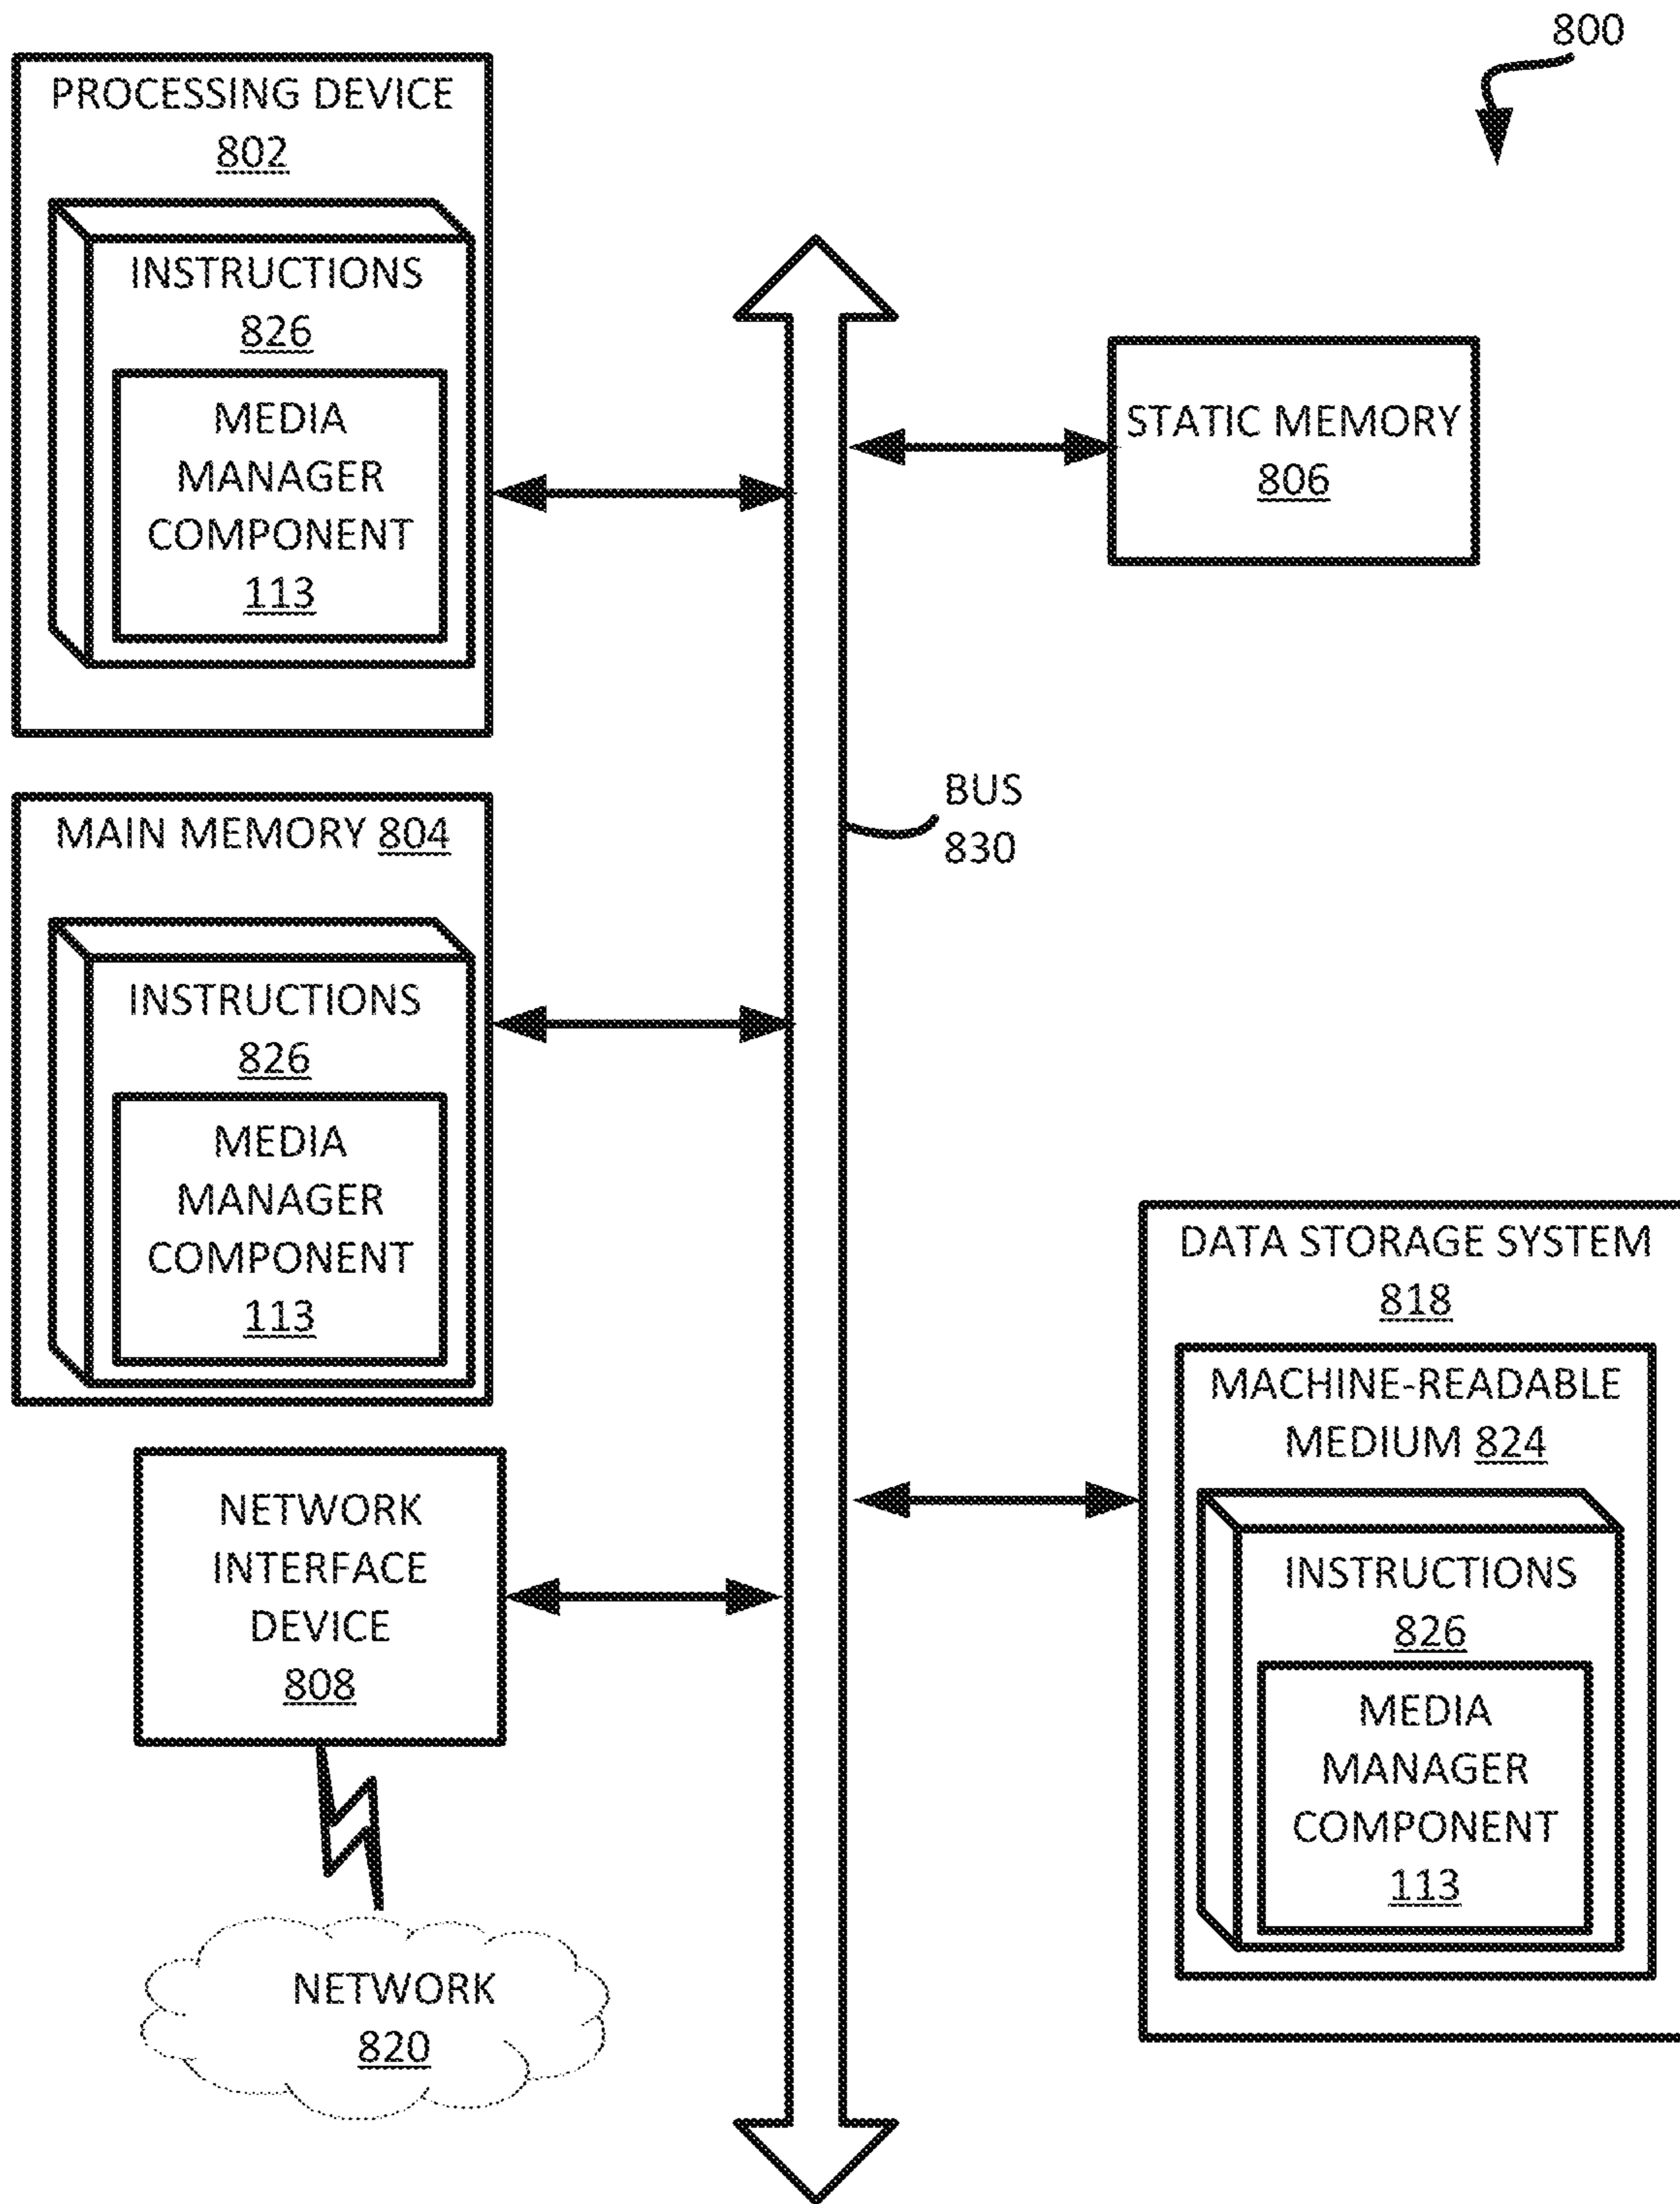 800
PROCESSING DEVICE
802
INSTRUCTIONS
826
MEDIA
MANAGER
COMPONENT
113
STATIC MEMORY
806
BUS
830
MAIN MEMORY 804
INSTRUCTIONS
826
MEDIA
MANAGER
COMPONENT
113
DATA STORAGE SYSTEM
818
MACHINE-READABLE
MEDIUM 824
INSTRUCTIONS
826
MEDIA
MANAGER
COMPONENT
113
NETWORK
INTERFACE
DEVICE
808
NETWORK
820